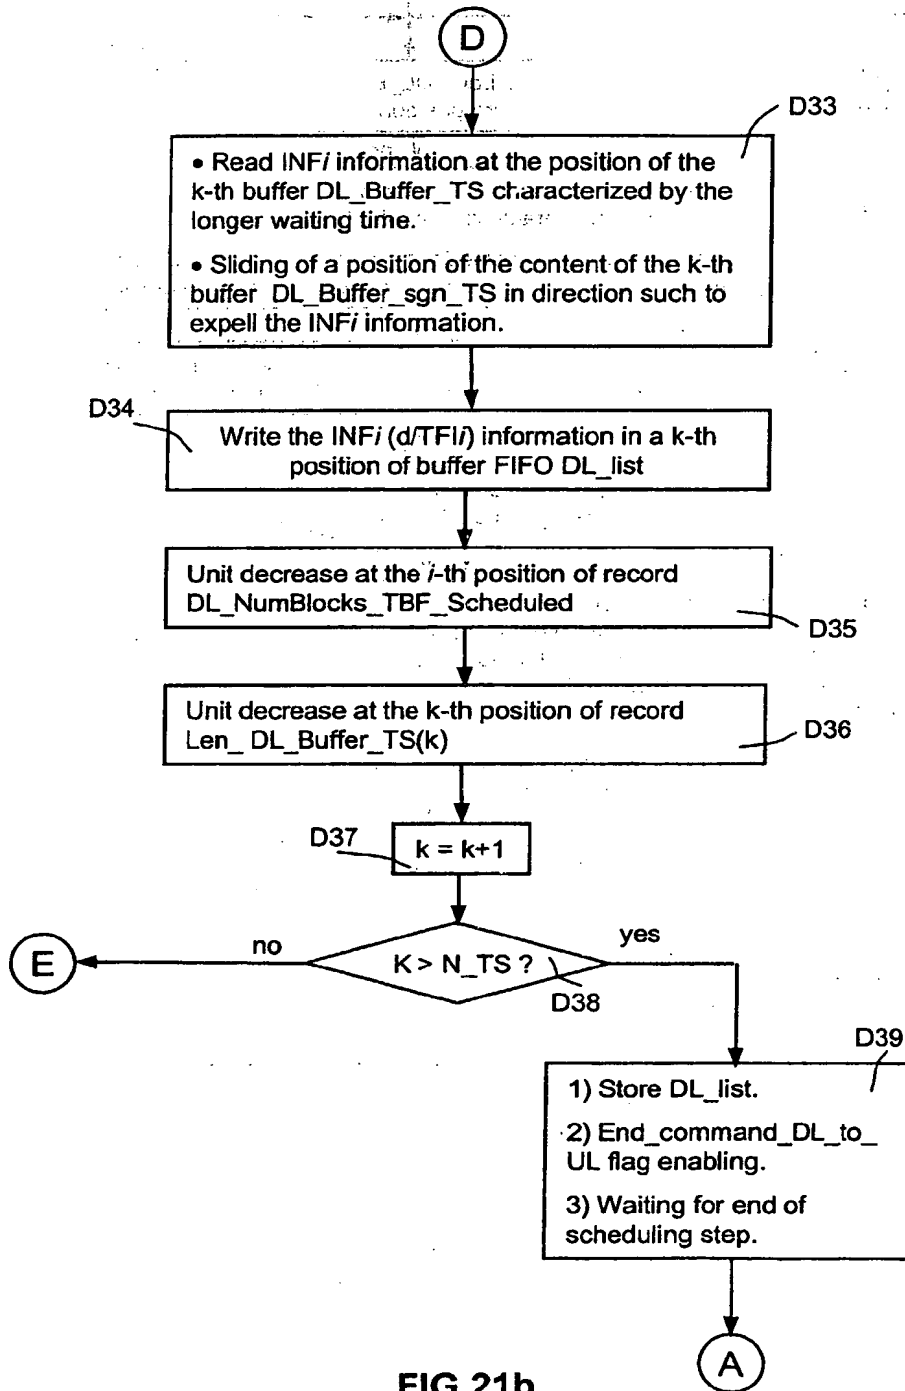 D
D33
• Read INFi information at the position of the
k-th buffer DL_Buffer_TS characterized by the
longer waiting time.
• Sliding of a position of the content of the k-th
buffer DL_Buffer_sgn_TS in direction such to
expell the INFi information.
D34
Write the INFi (d/TFIi) information in a k-th
position of buffer FIFO DL_list
Unit decrease at the i-th position of record
DL_NumBlocks_TBF_Scheduled
D35
Unit decrease at the k-th position of record
Len_ DL_Buffer_TS(k)
D36
D37
k = k+1
E
no
K > N_TS ?
yes
D38
D39
1) Store DL_list.
2) End_command_DL_to_
UL flag enabling.
3) Waiting for end of
scheduling step.
A
FIG.21b